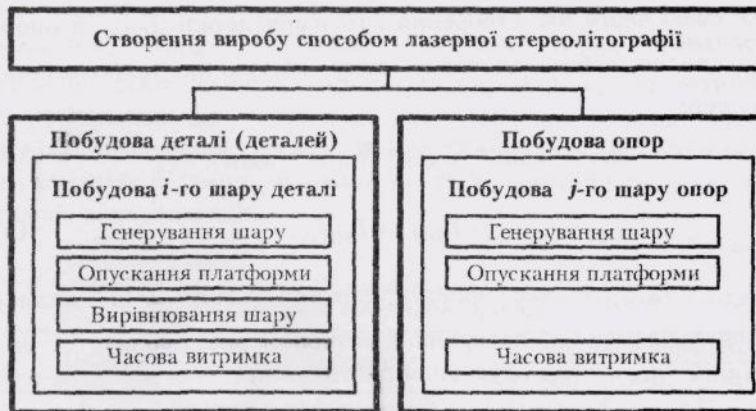 Створення виробу способом лазерної стереолітографії
Побудова деталі (деталей)
Побудова i-го шару деталі
Генерування шару
Опускання платформи
Вирівнювання шару
Часова витримка
Побудова опор
Побудова j-го шару опор
Генерування шару
Опускання платформи
Часова витримка